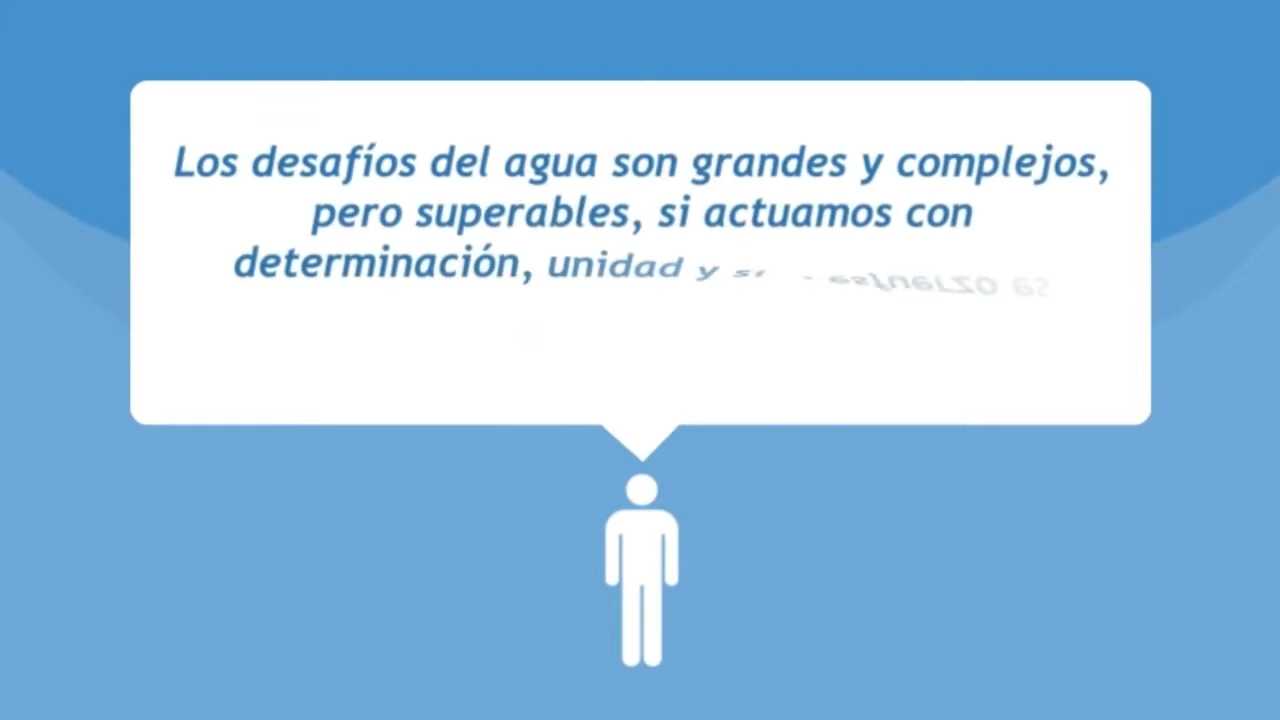 Los desafíos del agua son grandes y complejos,
pero superables, si actuamos con
determinación, unidad y